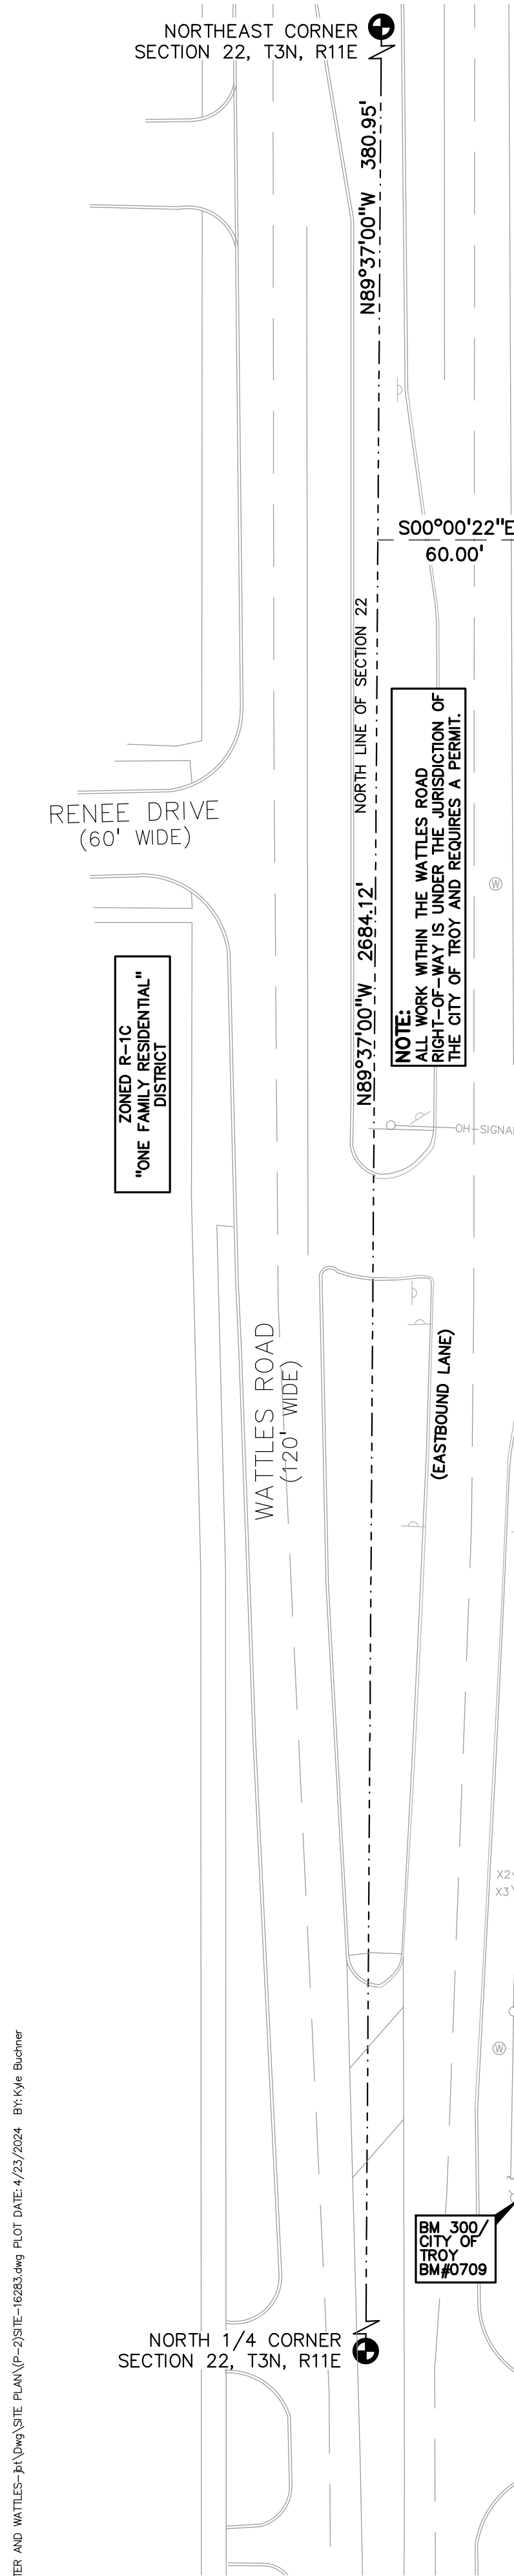 NORTHEAST CORNER
SECTION 22, T3N, R11E
N89°37'00"W 380.95'
S00°00'22"E
60.00'
NORTH LINE OF SECTION 22
NOTE:
ALL WORK WITHIN THE WATTLES ROAD
RIGHT-OF-WAY IS UNDER THE JURISDICTION OF
THE CITY OF TROY AND REQUIRES A PERMIT.
RENEE DRIVE
(60' WIDE)
W
N89°37'00"W 2684.12'
ZONED R-1C
"ONE FAMILY RESIDENTIAL"
DISTRICT
OH-SIGNA
WATTLES ROAD
(120' WIDE)
(EASTBOUND LANE)
X2
X3
W
BM 300/
CITY OF
TROY
BM#0709
NORTH 1/4 CORNER
SECTION 22, T3N, R11E
TER AND WATTLES-jbt\Dwg\SITE PLAN\(P-2)SITE-16283.dwg PLOT DATE: 4/23/2024 BY: Kyle Buchner